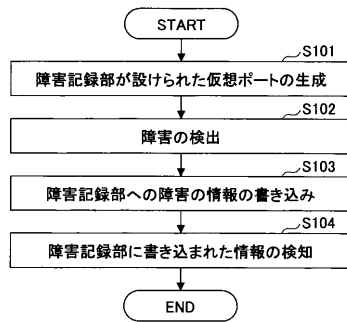 START
S101
障害記録部が設けられた仮想ポートの生成
S102
障害の検出
S103
障害記録部への障害の情報の書き込み
S104
障害記録部に書き込まれた情報の検知
END